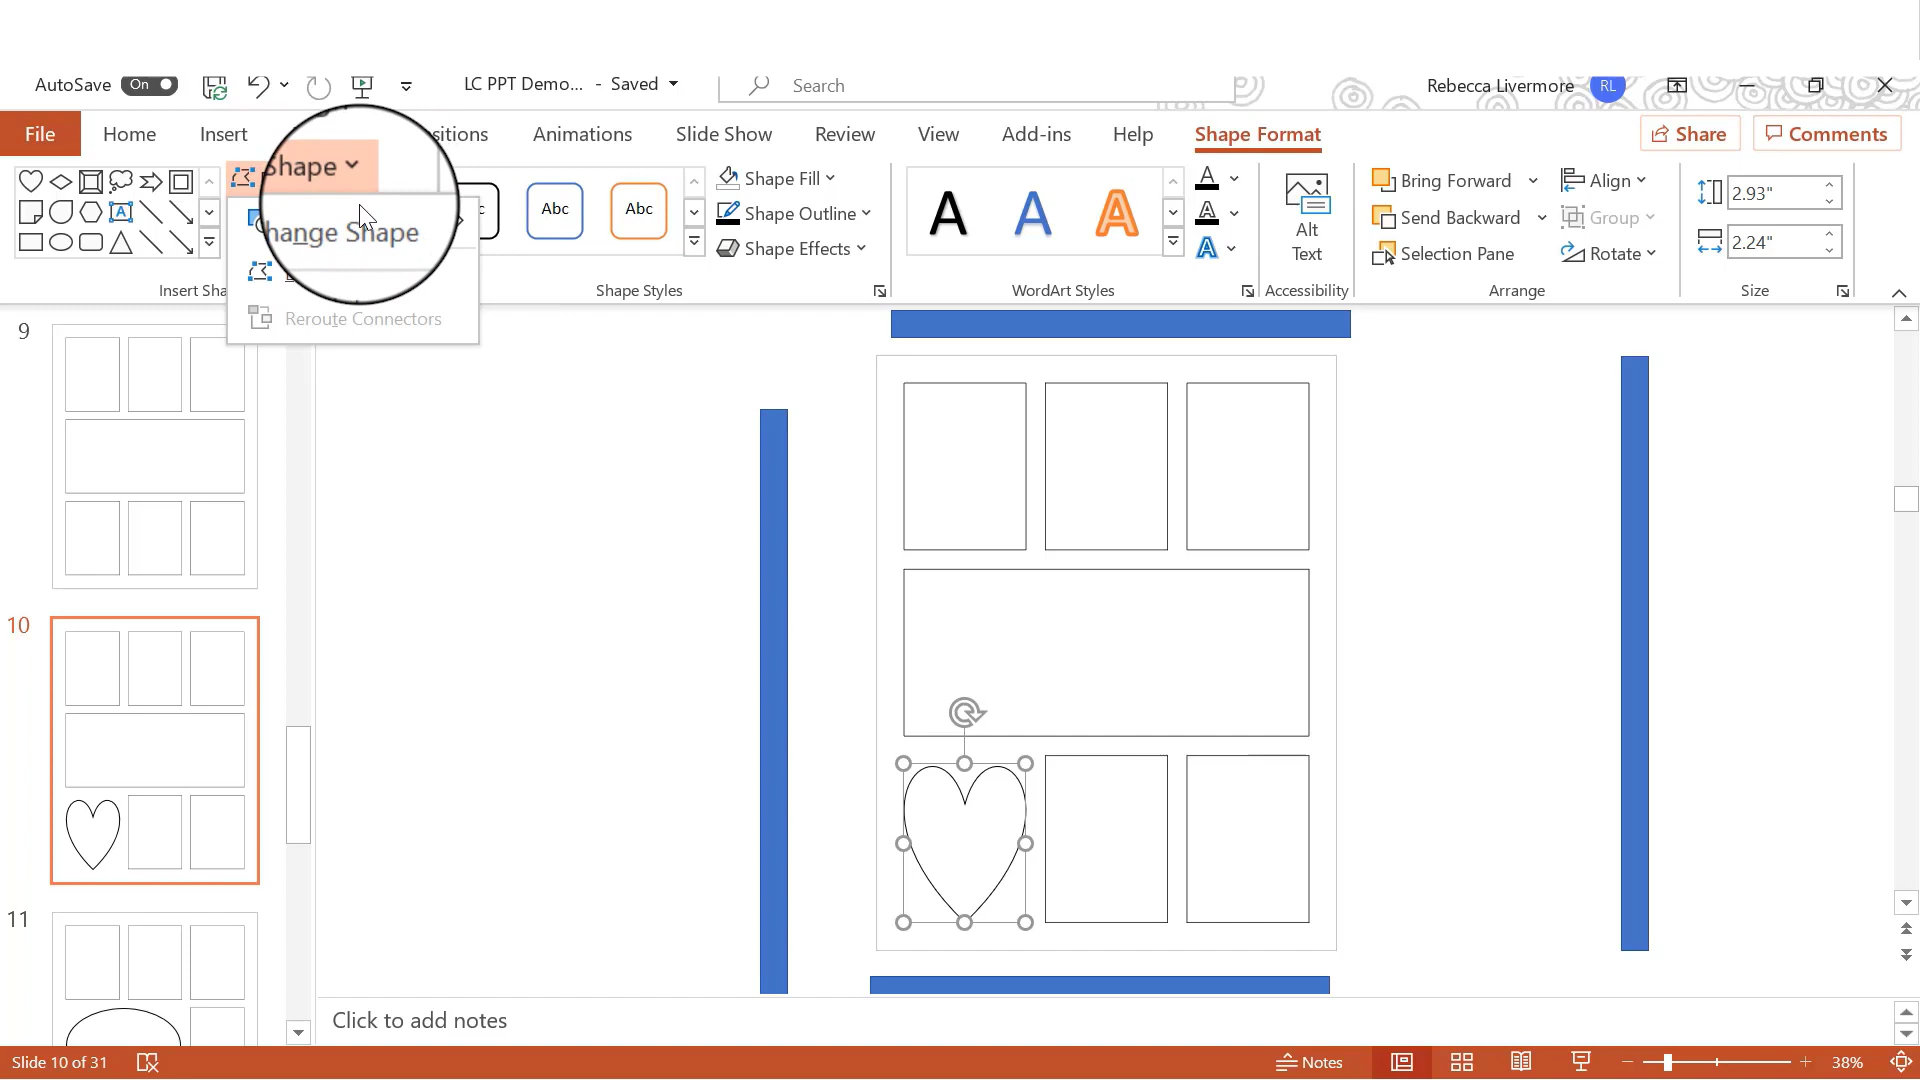 AutoSave On LC PPT Demo... - Saved Search Rebecca Livermore RL
File Home Insert sitions Animations Slide Show Review View Add-ins Help Shape Format Share Comments
Shape
hange Shape
Reroute Connectors
Abc Abc
Shape Fill
Shape Outline
Shape Effects
A A A
A
A
A
Alt
Text
Bring Forward
Send Backward
Selection Pane
Align
Group
Rotate
2.93"
2.24"
Insert Sha Shape Styles WordArt Styles Accessibility Arrange Size
9
10
11
Click to add notes
Slide 10 of 31 Notes 38%